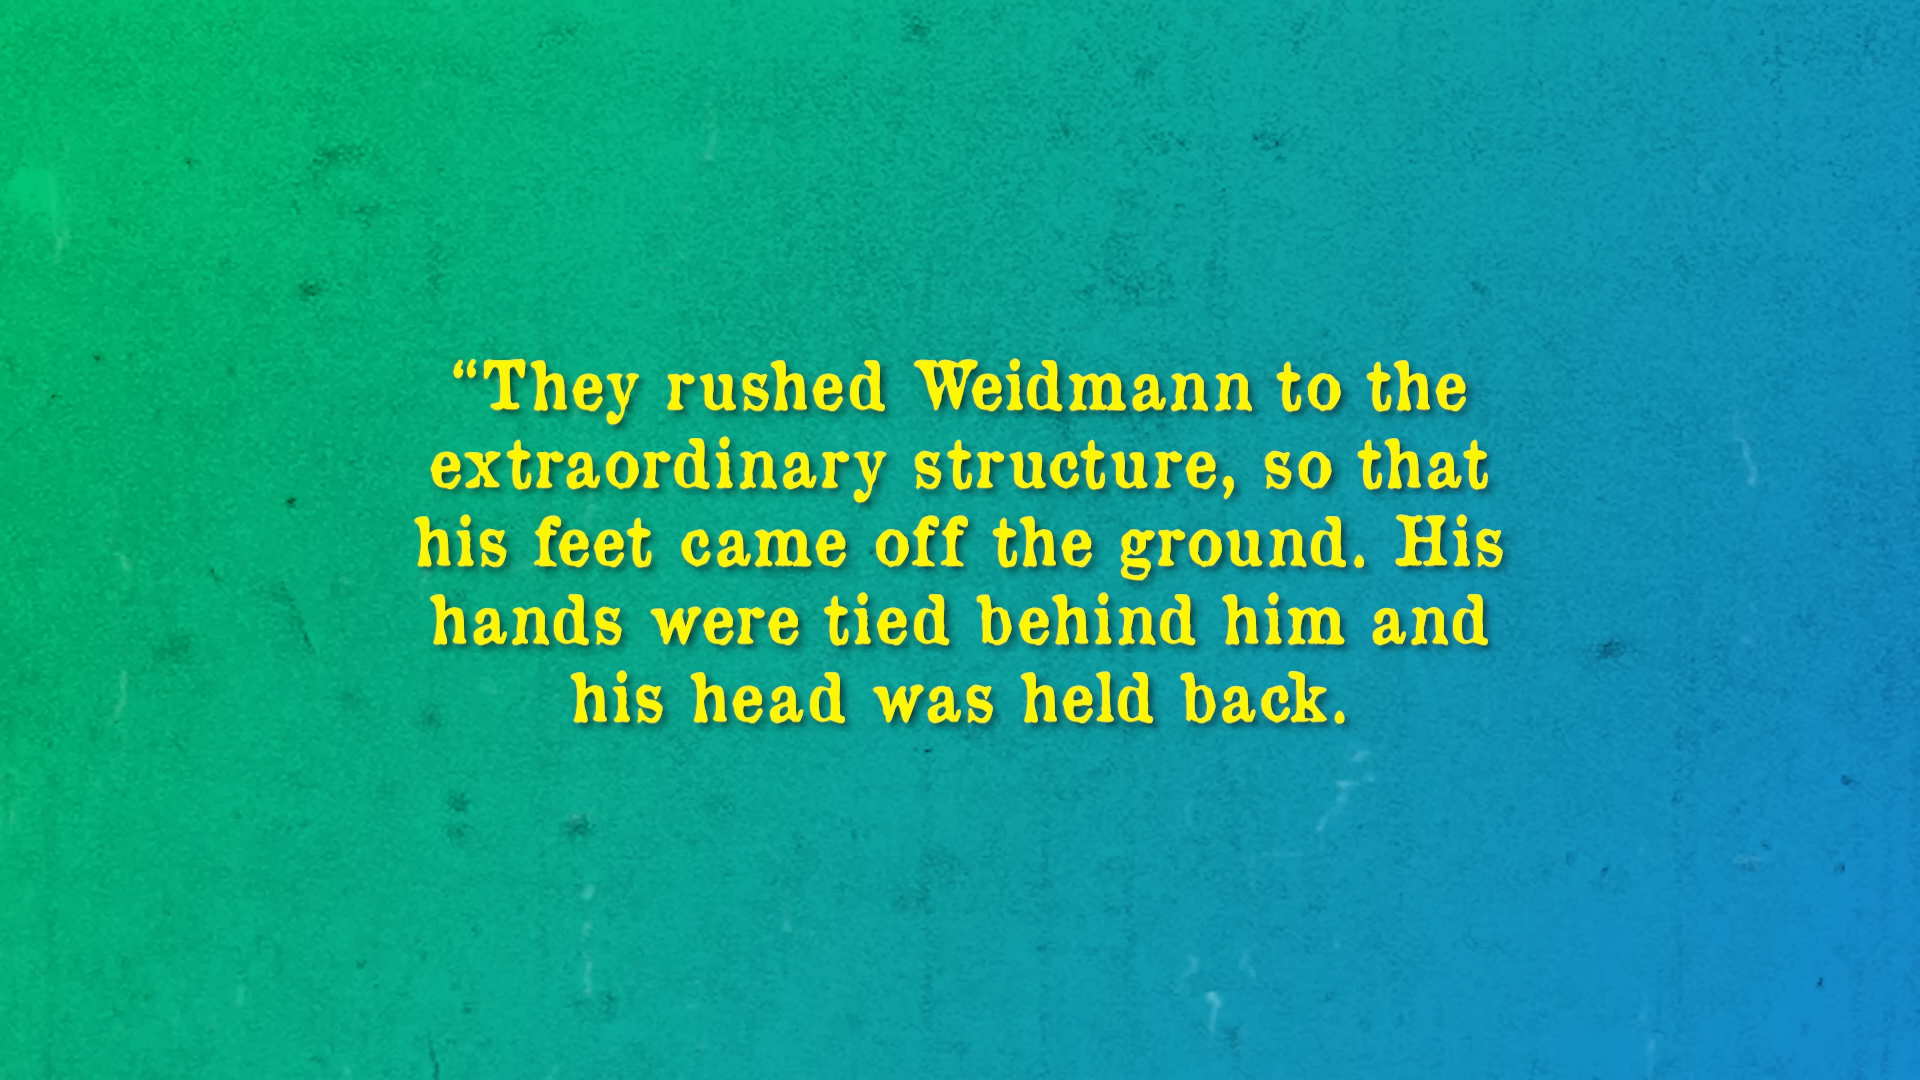 “They rushed Weidmann to the
extraordinary structure, so that
his feet came off the ground. His
hands were tied behind him and
his head was held back.